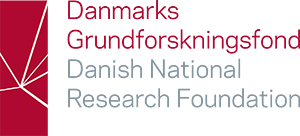 Danmarks
Grundforskningsfond
Danish National
Research Foundation